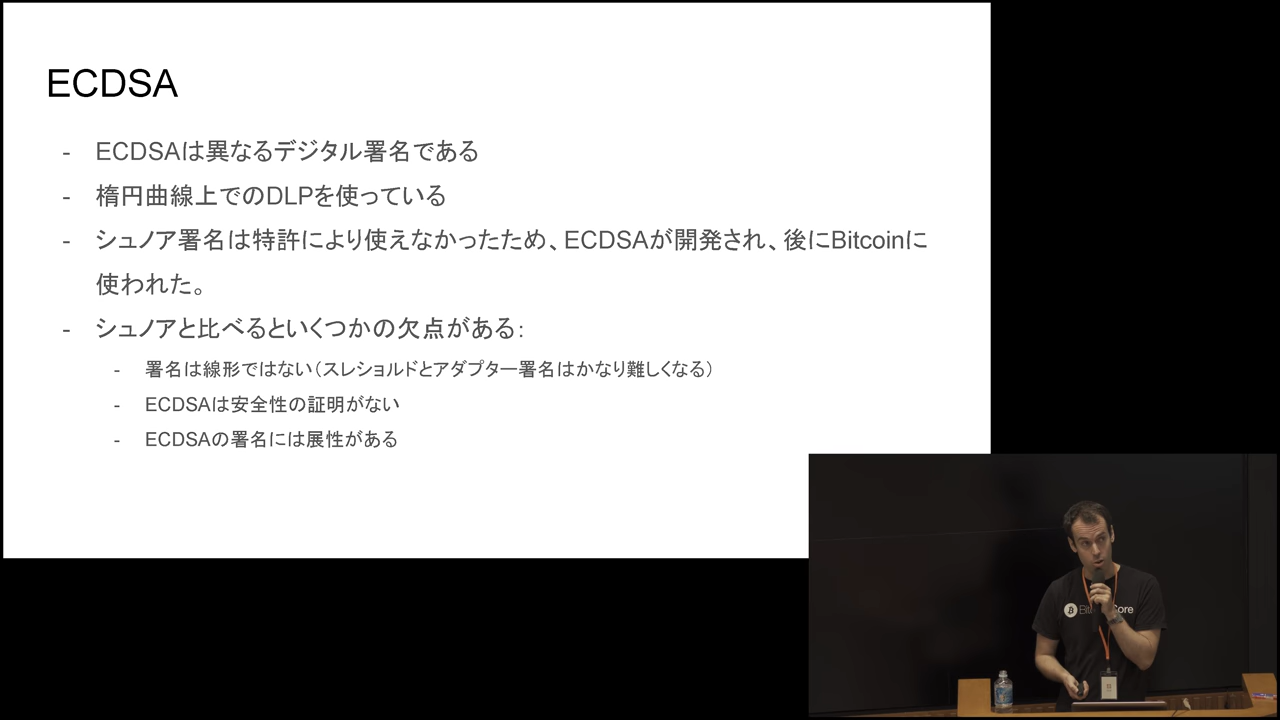 ECDSA
- ECDSAは異なるデジタル署名である
- 楕円曲線上でのDLPを使っている
- シュノア署名は特許により使えなかったため、ECDSAが開発され、後にBitcoinに
使われた。
- シュノアと比べるといくつかの欠点がある：
- 署名は線形ではない（スレショルドとアダプター署名はかなり難しくなる）
- ECDSAは安全性の証明がない
- ECDSAの署名には展性がある
Core